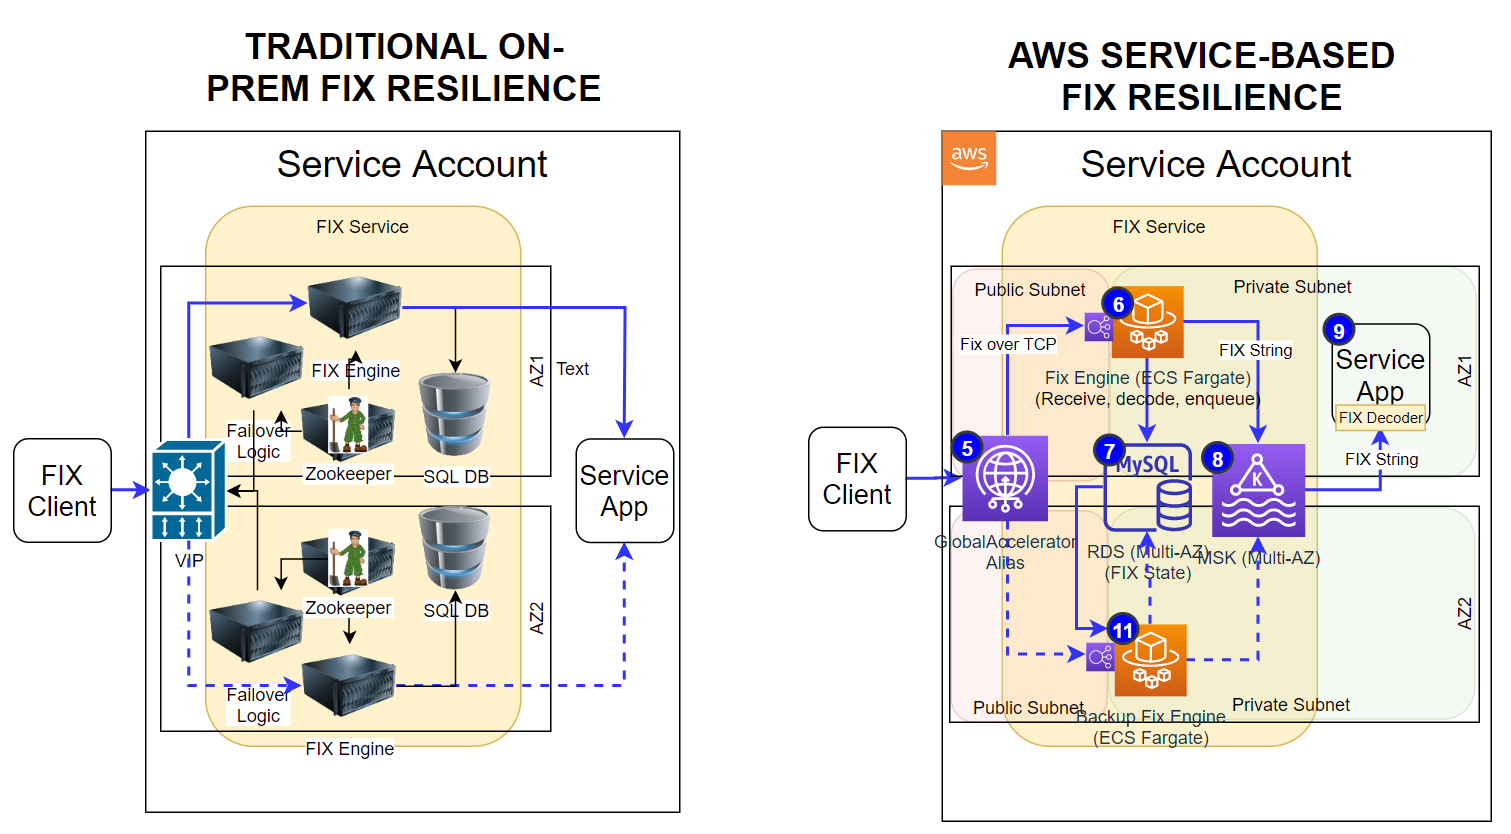 TRADITIONAL ON-
PREM FIX RESILIENCE
Service Account
FIX Service
FIX Engine
AZ1
Text
Failover
Logic
Zookeeper
SQL DB
FIX
Client
VIP
Service
App
Zookeeper
SQL DB
AZ2
Failover
Logic
FIX Engine
AWS SERVICE-BASED
FIX RESILIENCE
aws
Service Account
FIX Service
Public Subnet
Private Subnet
6
9
Fix over TCP
FIX String
Service
App
AZ1
Fix Engine (ECS Fargate)
(Receive, decode, enqueue)
FIX Decoder
5
7
8
MySQL
K
FIX String
FIX
Client
GlobalAccelerator
Alias
RDS (Multi-AZ)
(FIX State)
MSK (Multi-AZ)
AZ2
11
Public Subnet
Private Subnet
Backup Fix Engine
(ECS Fargate)